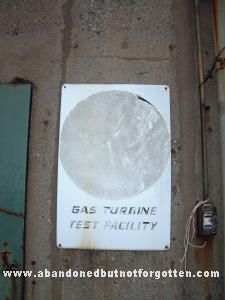 GAS TURBINE
TEST FACILITY
www.abandonedbutnotforgotten.com